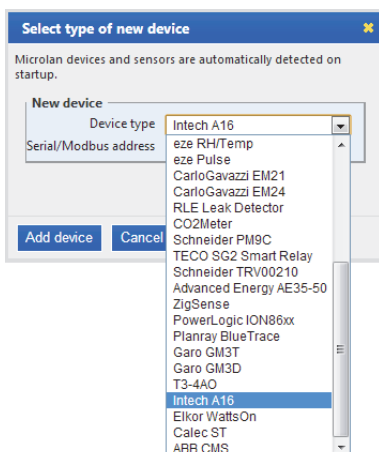 Select type of new device
Microlan devices and sensors are automatically detected on
startup.
New device
Device type Intech A16
Serial/Modbus address
eze RH/Temp
eze Pulse
CarloGavazzi EM21
CarloGavazzi EM24
RLE Leak Detector
CO2Meter
Schneider PM9C
TECO SG2 Smart Relay
Schneider TRV00210
Advanced Energy AE35-50
ZigSense
PowerLogic ION86xx
Planray BlueTrace
Garo GM3T
Garo GM3D
T3-4AO
Intech A16
Elkor WattsOn
Calec ST
ABB CMS
Add device Cancel